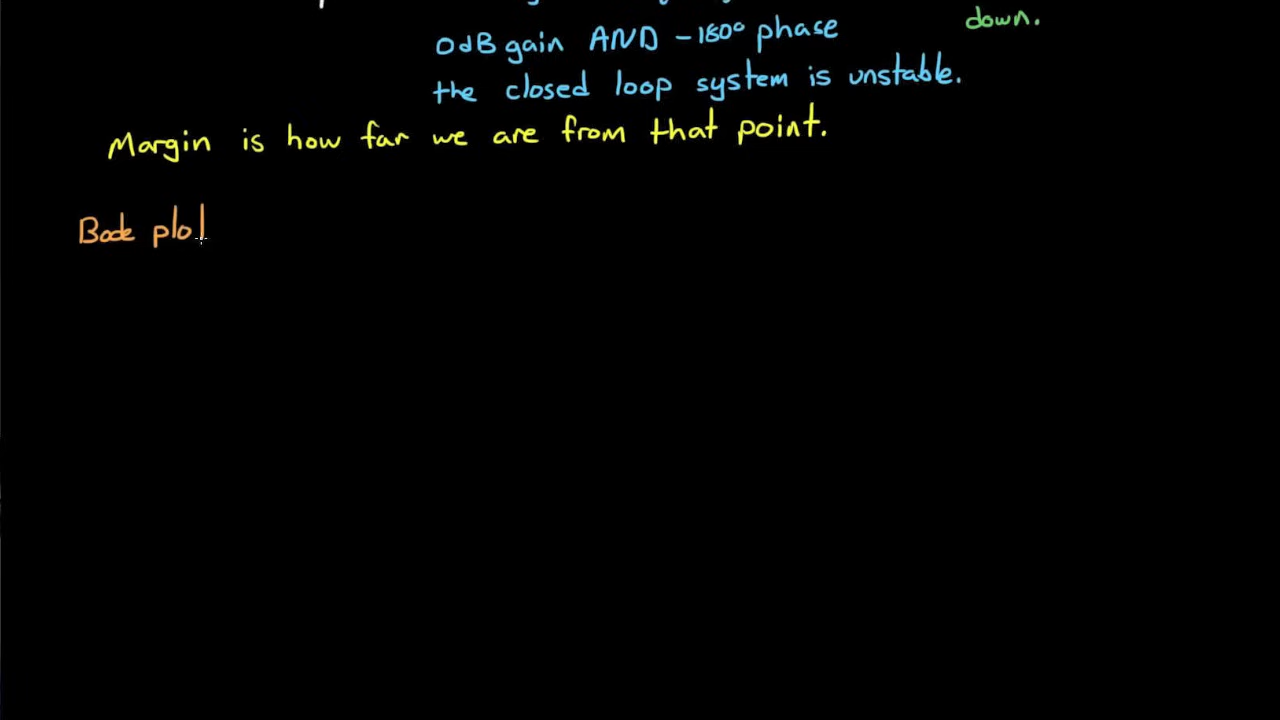 0dB gain AND -180° phase
down.
the closed loop system is unstable.
Margin is how far we are from that point.
Bode plo